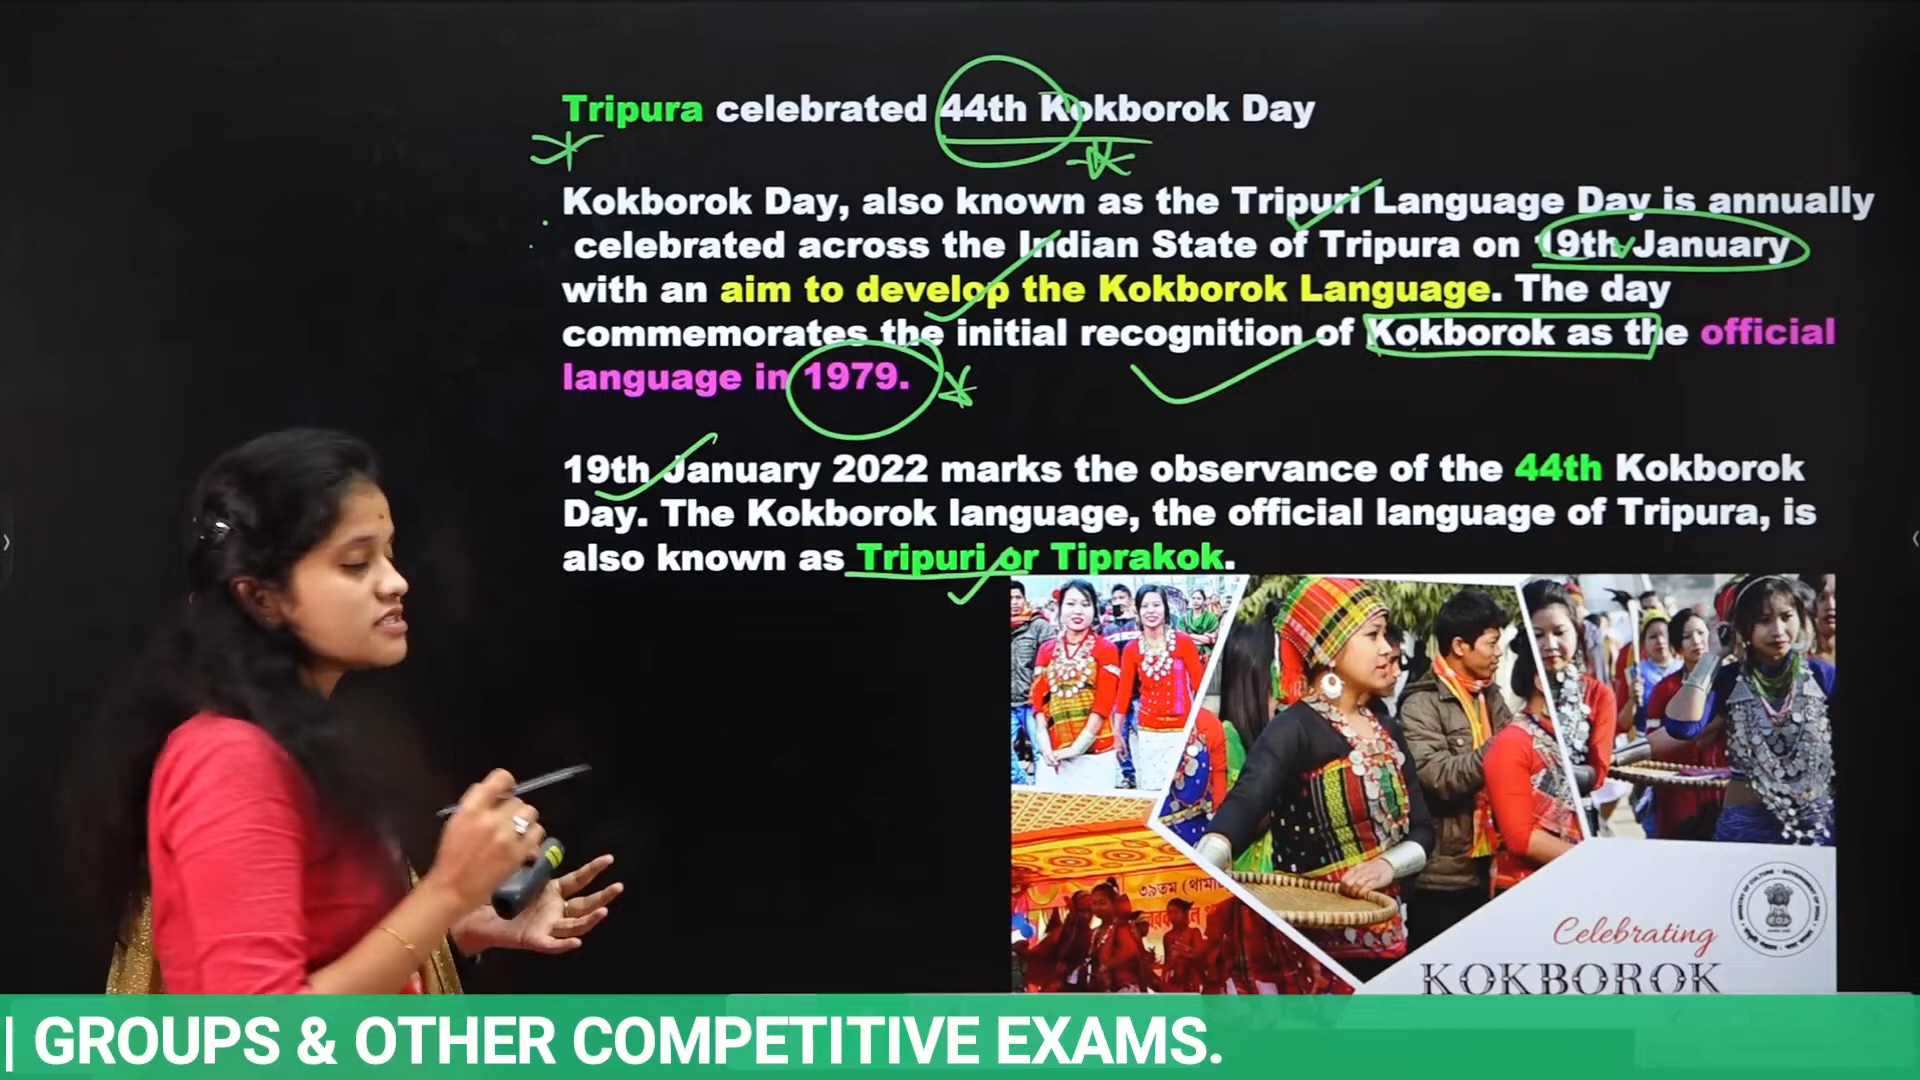 Tripura celebrated 44th Kokborok Day
Kokborok Day, also known as the Tripuri Language Day is annually
celebrated across the Indian State of Tripura on 19th January
with an aim to develop the Kokborok Language. The day
commemorates the initial recognition of Kokborok as the official
language in 1979.
19th January 2022 marks the observance of the 44th Kokborok
Day. The Kokborok language, the official language of Tripura, is
also known as Tripuri or Tiprakok.
৩৯তম
Celebrating
KOKBOROK
| GROUPS & OTHER COMPETITIVE EXAMS.